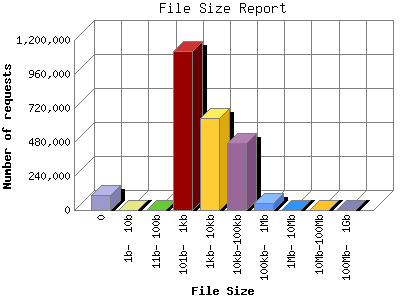 File Size Report
Number of requests
1,200,000
960,000
720,000
480,000
240,000
0
0
1b- 10b
11b- 100b
101b- 1kb
1kb- 10kb
10kb-100kb
100kb- 1Mb
1Mb- 10Mb
10Mb-100Mb
100Mb- 1Gb
File Size